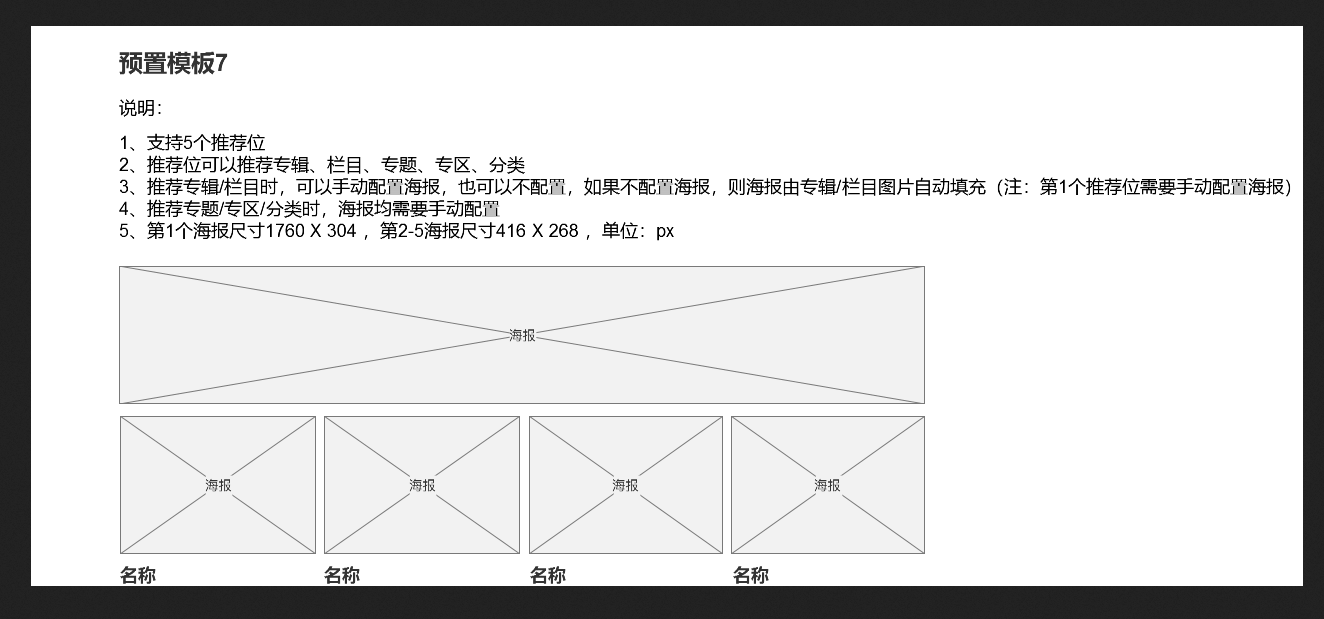 预置模板7
说明：
1、支持5个推荐位
2、推荐位可以推荐专辑、栏目、专题、专区、分类
3、推荐专辑/栏目时，可以手动配置海报，也可以不配置，如果不配置海报，则海报由专辑/栏目图片自动填充（注：第1个推荐位需要手动配置海报）
4、推荐专题/专区/分类时，海报均需要手动配置
5、第1个海报尺寸1760 X 304 ，第2-5海报尺寸416 X 268 ，单位：px
海报
海报 海报 海报 海报
名称 名称 名称 名称